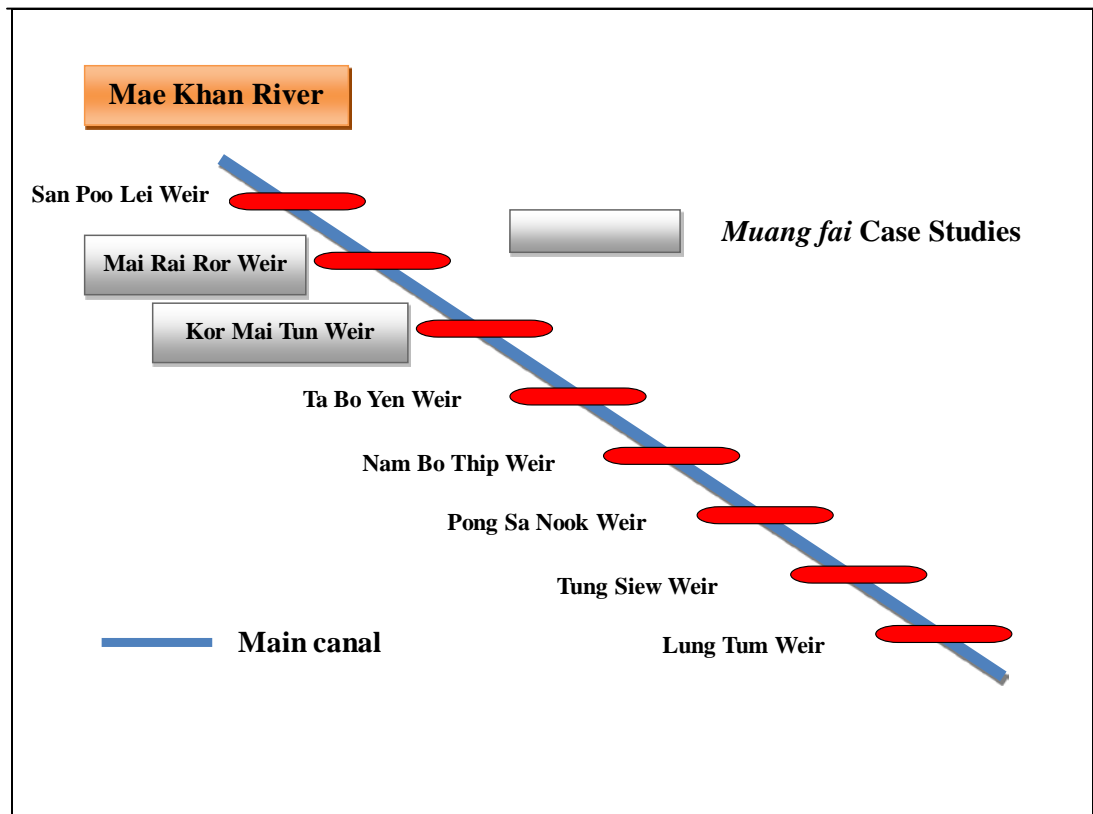 Mae Khan River
San Poo Lei Weir
Muang fai Case Studies
Mai Rai Ror Weir
Kor Mai Tun Weir
Ta Bo Yen Weir
Nam Bo Thip Weir
Pong Sa Nook Weir
Tung Siew Weir
Main canal
Lung Tum Weir